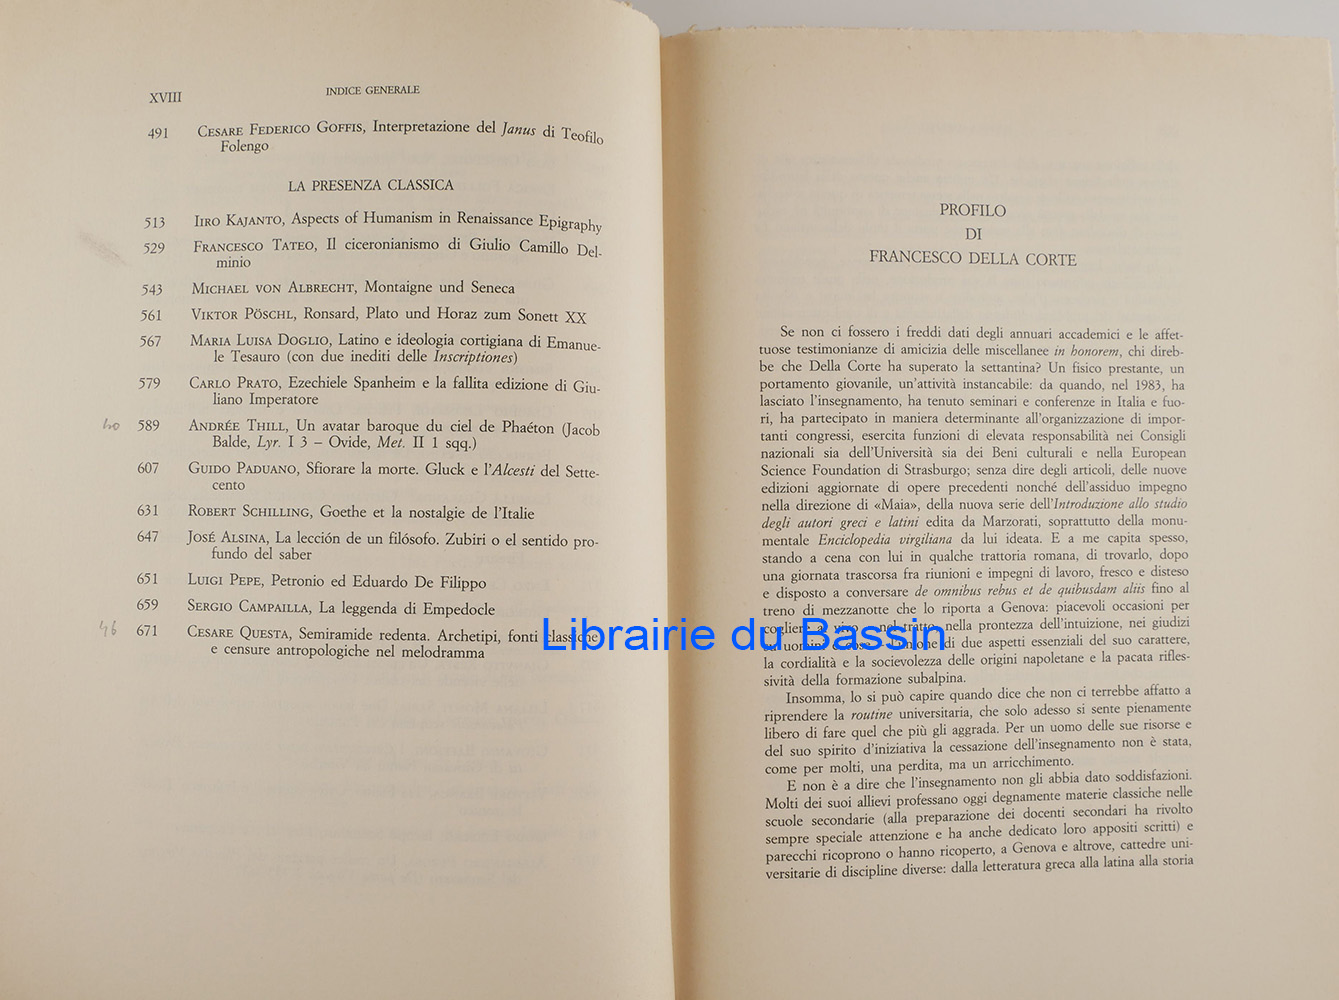 XVIII
INDICE GENERALE
491 CESARE FEDERICO GOFFIS, Interpretazione del Janus di Teofilo
Folengo
LA PRESENZA CLASSICA
513 IIRO KAJANTO, Aspects of Humanism in Renaissance Epigraphy
529 FRANCESCO TATEO, Il ciceronianismo di Giulio Camillo Del-
minio
543 MICHAEL VON ALBRECHT, Montaigne und Seneca
561 VIKTOR PÖSCHL, Ronsard, Plato und Horaz zum Sonett XX
567 MARIA LUISA DOGLIO, Latino e ideologia cortigiana di Emanue-
le Tesauro (con due inediti delle Inscriptiones)
579 CARLO PRATO, Ezechiele Spanheim e la fallita edizione di Giu-
liano Imperatore
589 ANDRÉE THILL, Un avatar baroque du ciel de Phaéton (Jacob
Balde, Lyr. I 3 – Ovide, Met. II 1 sqq.)
607 GUIDO PADUANO, Sfiorare la morte. Gluck e l'Alcesti del Sette-
cento
631 ROBERT SCHILLING, Goethe et la nostalgie de l'Italie
647 JOSÉ ALSINA, La lección de un filósofo. Zubiri o el sentido pro-
fundo del saber
651 LUIGI PEPE, Petronio ed Eduardo De Filippo
659 SERGIO CAMPAILLA, La leggenda di Empedocle
46 671 CESARE QUESTA, Semiramide redenta. Archetipi, fonti classiche
e censure antropologiche nel melodramma
PROFILO
DI
FRANCESCO DELLA CORTE
Se non ci fossero i freddi dati degli annuari accademici e le affet-
tuose testimonianze di amicizia delle miscellanee in honorem, chi direb-
be che Della Corte ha superato la settantina? Un fisico prestante, un
portamento giovanile, un'attività instancabile: da quando, nel 1983, ha
lasciato l'insegnamento, ha tenuto seminari e conferenze in Italia e fuo-
ri, ha partecipato in maniera determinante all'organizzazione di impor-
tanti congressi, esercita funzioni di elevata responsabilità nei Consigli
nazionali sia dell'Università sia dei Beni culturali e nella European
Science Foundation di Strasburgo; senza dire degli articoli, delle nuove
edizioni aggiornate di opere precedenti nonché dell'assiduo impegno
nella direzione di «Maia», della nuova serie dell'Introduzione allo studio
degli autori greci e latini edita da Marzorati, soprattutto della monu-
mentale Enciclopedia virgiliana da lui ideata. E a me capita spesso,
stando a cena con lui in qualche trattoria romana, di trovarlo, dopo
una giornata trascorsa fra riunioni e impegni di lavoro, fresco e disteso
e disposto a conversare de omnibus rebus et de quibusdam aliis fino al
treno di mezzanotte che lo riporta a Genova: piacevoli occasioni per
cogliere al vivo nel tratto, nella prontezza dell'intuizione, nei giudizi
su uomini e cose l'unione di due aspetti essenziali del suo carattere,
la cordialità e la socievolezza delle origini napoletane e la pacata rifles-
sività della formazione subalpina.
Insomma, lo si può capire quando dice che non ci terrebbe affatto a
riprendere la routine universitaria, che solo adesso si sente pienamente
libero di fare quel che più gli aggrada. Per un uomo delle sue risorse e
del suo spirito d'iniziativa la cessazione dell'insegnamento non è stata,
come per molti, una perdita, ma un arricchimento.
E non è a dire che l'insegnamento non gli abbia dato soddisfazioni.
Molti dei suoi allievi professano oggi degnamente materie classiche nelle
scuole secondarie (alla preparazione dei docenti secondari ha rivolto
sempre speciale attenzione e ha anche dedicato loro appositi scritti) e
parecchi ricoprono o hanno ricoperto, a Genova e altrove, cattedre uni-
versitarie di discipline diverse: dalla letteratura greca alla latina alla storia
Librairie du Bassin